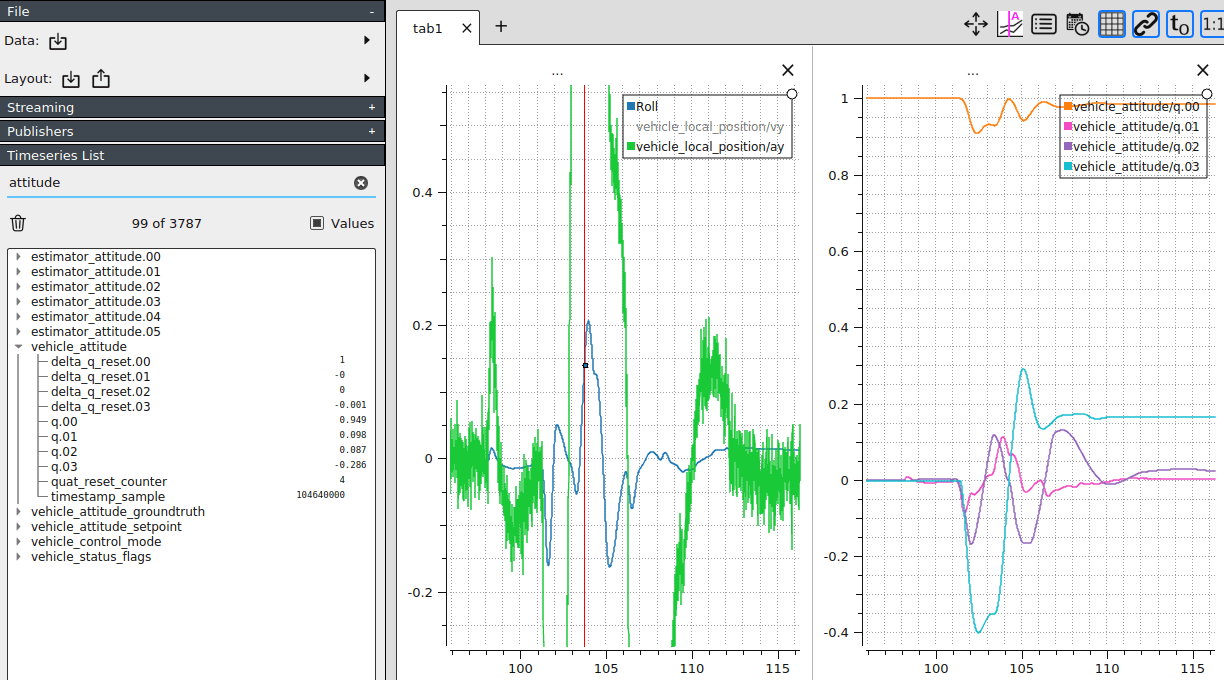 File -
Data:
Layout:
Streaming +
Publishers +
Timeseries List
attitude
99 of 3787 Values
estimator_attitude.00
estimator_attitude.01
estimator_attitude.02
estimator_attitude.03
estimator_attitude.04
estimator_attitude.05
vehicle_attitude
delta_q_reset.00 1
delta_q_reset.01 -0
delta_q_reset.02 0
delta_q_reset.03 -0.001
q.00 0.949
q.01 0.098
q.02 0.087
q.03 -0.286
quat_reset_counter 4
timestamp_sample 104640000
vehicle_attitude_groundtruth
vehicle_attitude_setpoint
vehicle_control_mode
vehicle_status_flags
tab1 +
A
t0
1:1
...
Roll
vehicle_local_position/vy
vehicle_local_position/ay
0.4
0.2
0
-0.2
100 105 110 115
...
vehicle_attitude/q.00
vehicle_attitude/q.01
vehicle_attitude/q.02
vehicle_attitude/q.03
1
0.8
0.6
0.4
0.2
0
-0.2
-0.4
100 105 110 115